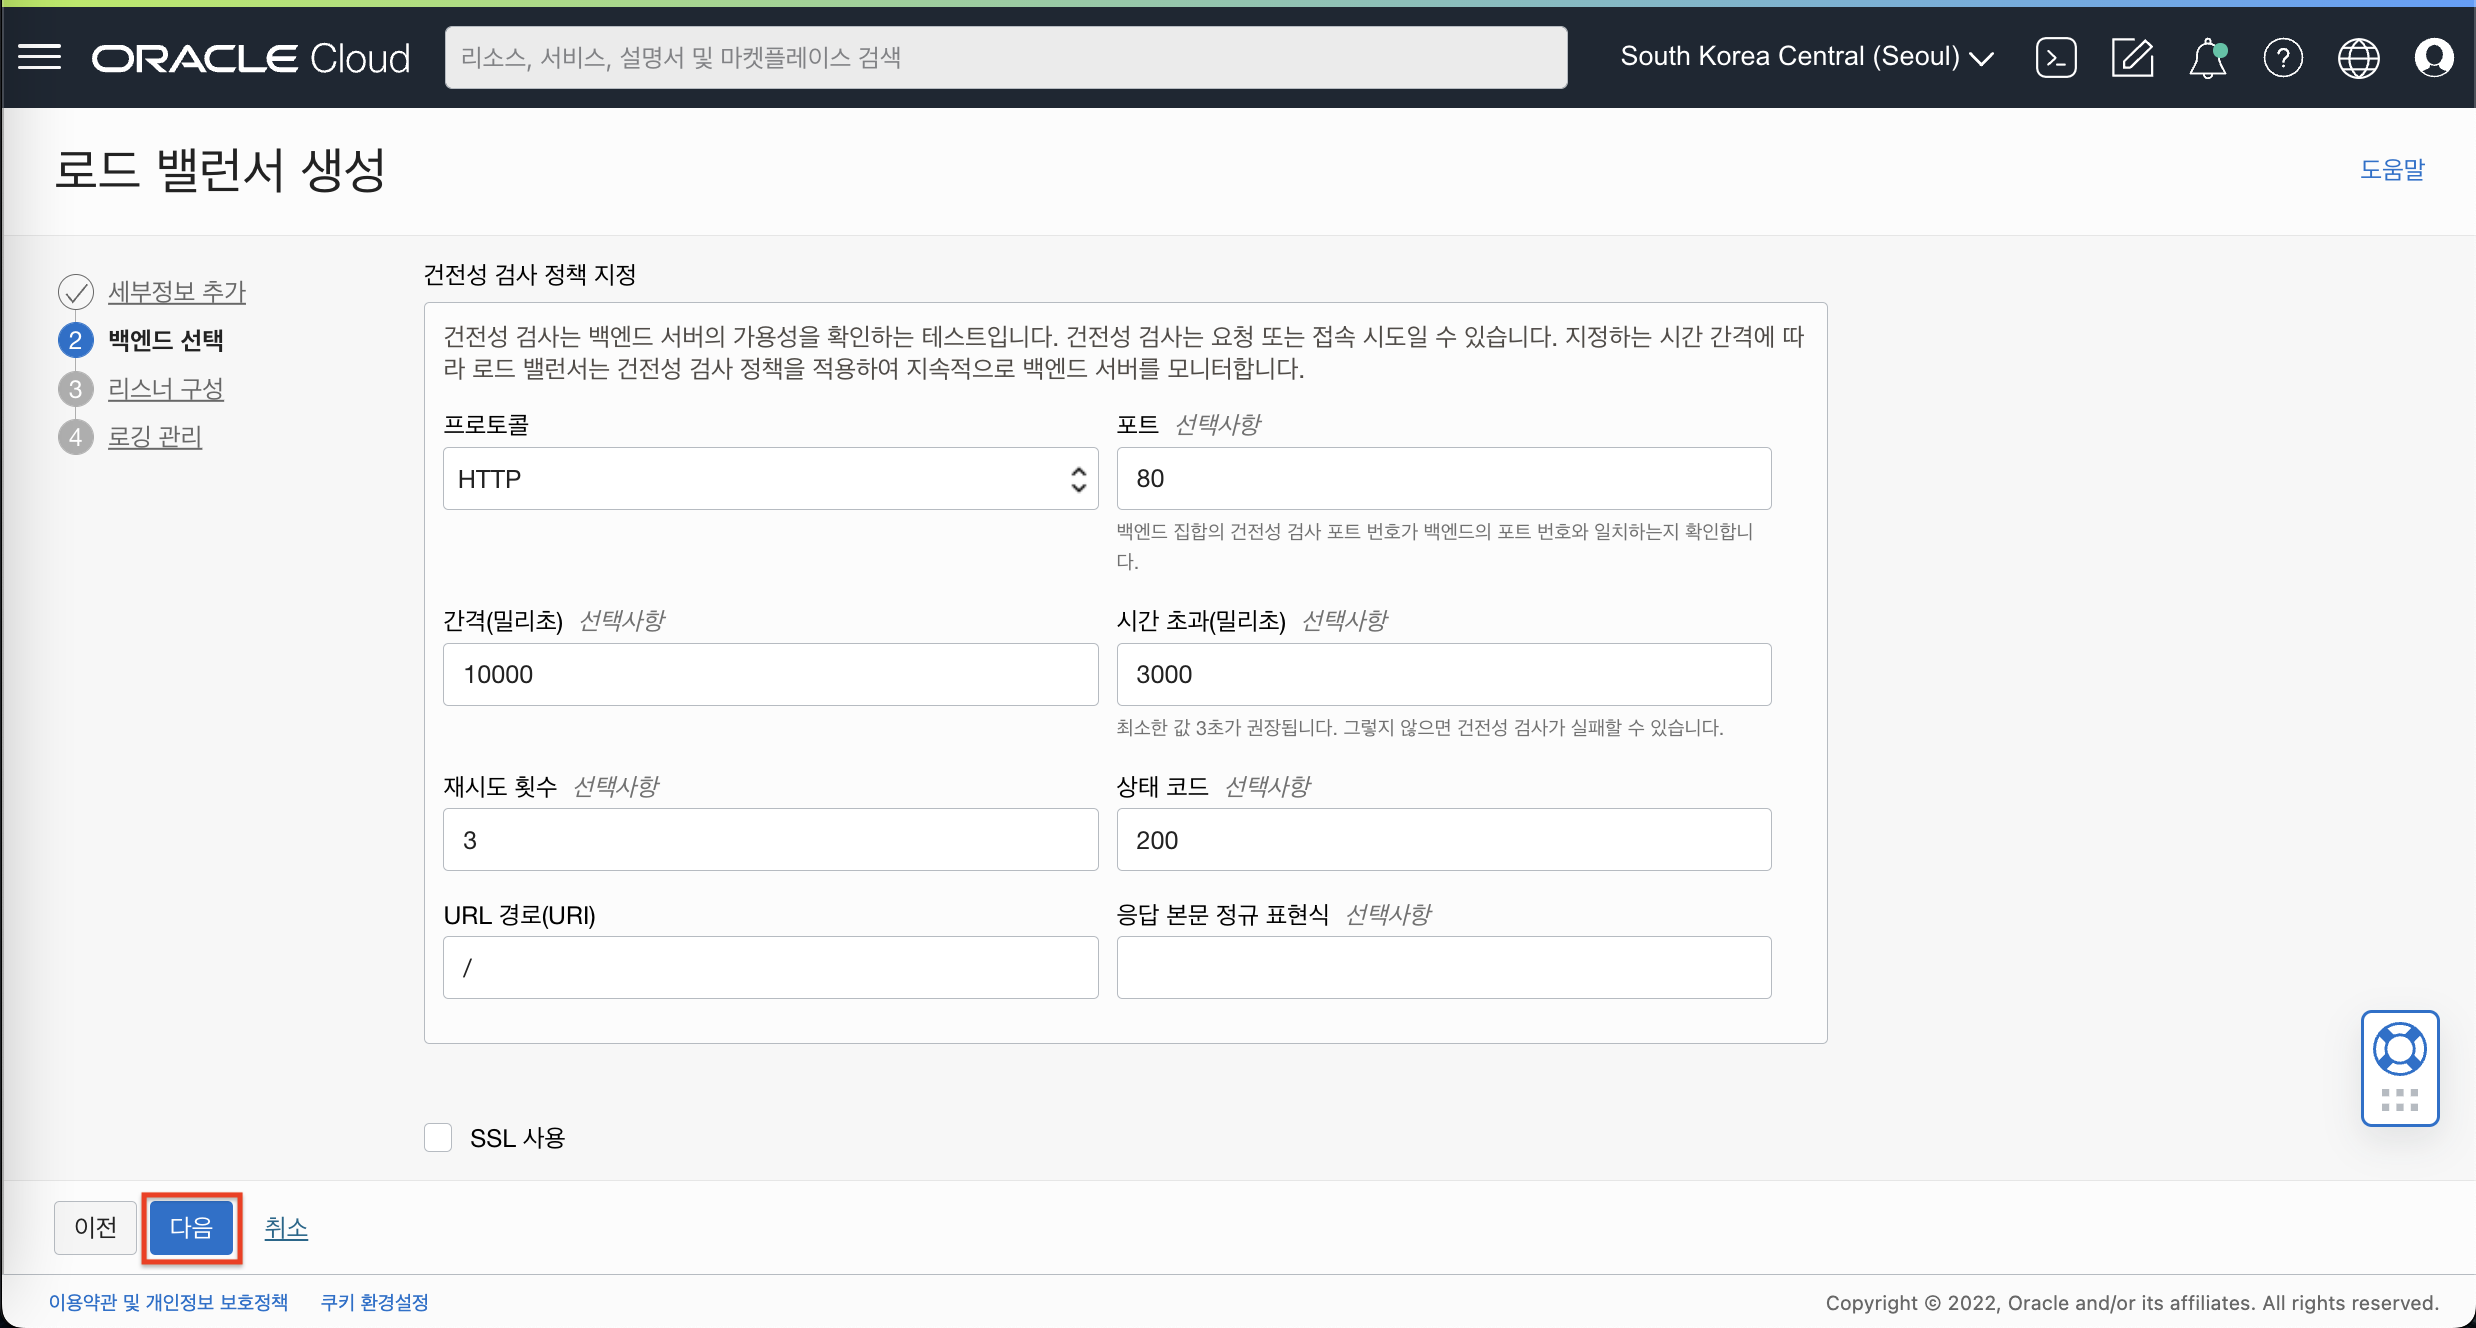 ORACLE Cloud
리소스, 서비스, 설명서 및 마켓플레이스 검색
South Korea Central (Seoul)
로드 밸런서 생성
도움말
세부정보 추가
2 백엔드 선택
3 리스너 구성
4 로깅 관리
건전성 검사 정책 지정
건전성 검사는 백엔드 서버의 가용성을 확인하는 테스트입니다. 건전성 검사는 요청 또는 접속 시도일 수 있습니다. 지정하는 시간 간격에 따
라 로드 밸런서는 건전성 검사 정책을 적용하여 지속적으로 백엔드 서버를 모니터합니다.
프로토콜
HTTP
포트 선택사항
80
백엔드 집합의 건전성 검사 포트 번호가 백엔드의 포트 번호와 일치하는지 확인합니
다.
간격(밀리초) 선택사항
10000
시간 초과(밀리초) 선택사항
3000
최소한 값 3초가 권장됩니다. 그렇지 않으면 건전성 검사가 실패할 수 있습니다.
재시도 횟수 선택사항
3
상태 코드 선택사항
200
URL 경로(URI)
/
응답 본문 정규 표현식 선택사항
SSL 사용
이전
다음
취소
이용약관 및 개인정보 보호정책
쿠키 환경설정
Copyright © 2022, Oracle and/or its affiliates. All rights reserved.